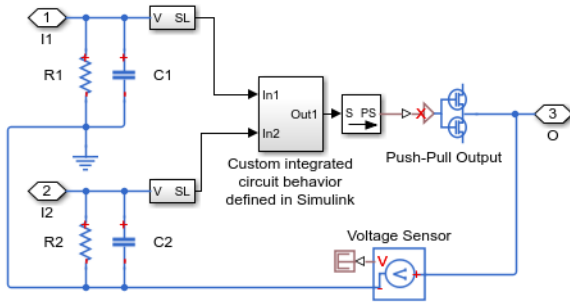 1
V
SL
I1
R1
C1
In1
In2
Out1
S PS
3
O
Push-Pull Output
Custom integrated
circuit behavior
defined in Simulink
2
V
SL
I2
R2
C2
Voltage Sensor
V
V